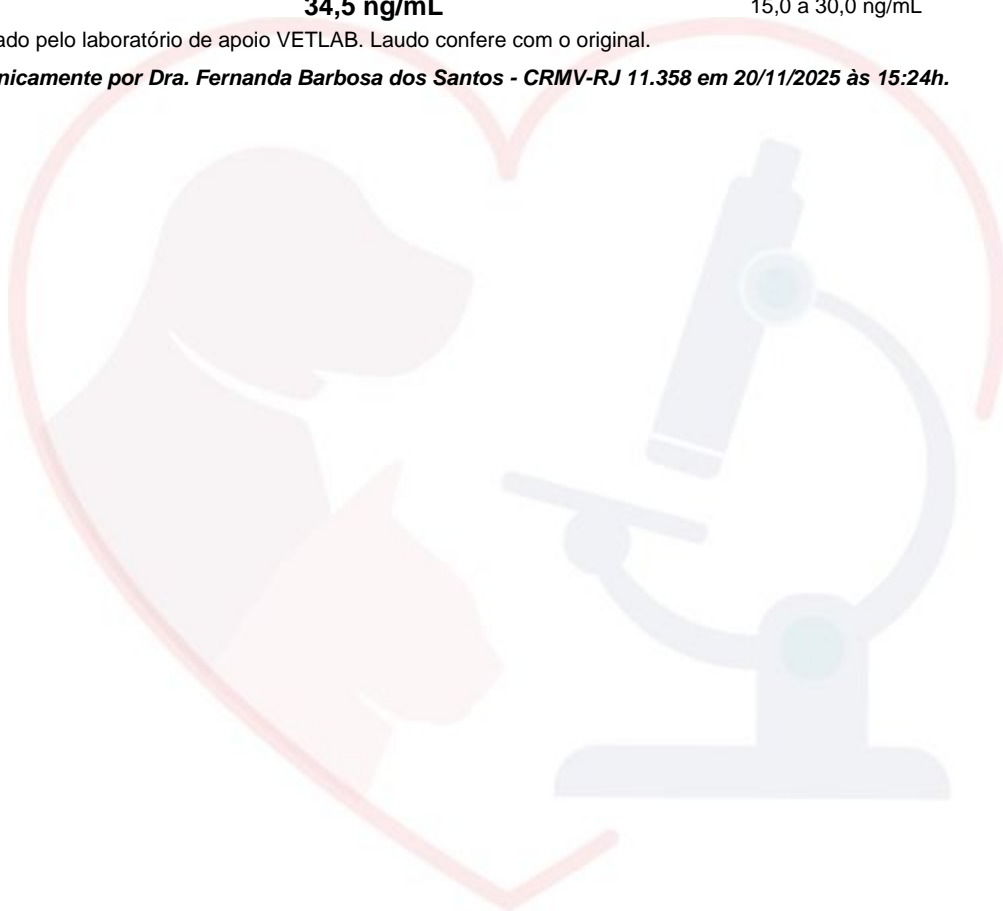 34,5 ng/mL 15,0 a 30,0 ng/mL
ado pelo laboratório de apoio VETLAB. Laudo confere com o original.
nicamente por Dra. Fernanda Barbosa dos Santos - CRMV-RJ 11.358 em 20/11/2025 às 15:24h.